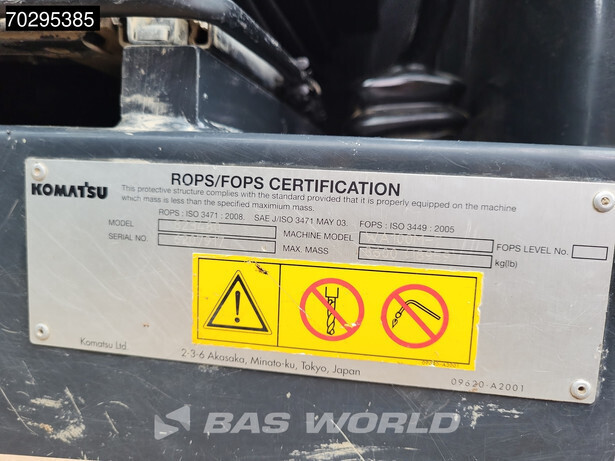 70295385
KOMATSU
ROPS/FOPS CERTIFICATION
This protective structure complies with the standard provided that it is properly equipped on the machine
which mass is less than the specified maximum mass.
ROPS : ISO 3471 : 2008. SAE J/ISO 3471 MAY 03. FOPS : ISO 3449 : 2005
MODEL MACHINE MODEL FOPS LEVEL No.
SERIAL NO. MAX. MASS kg(lb)
Komatsu Ltd.
2-3-6 Akasaka, Minato-ku, Tokyo, Japan
09620-A2001
BAS WORLD